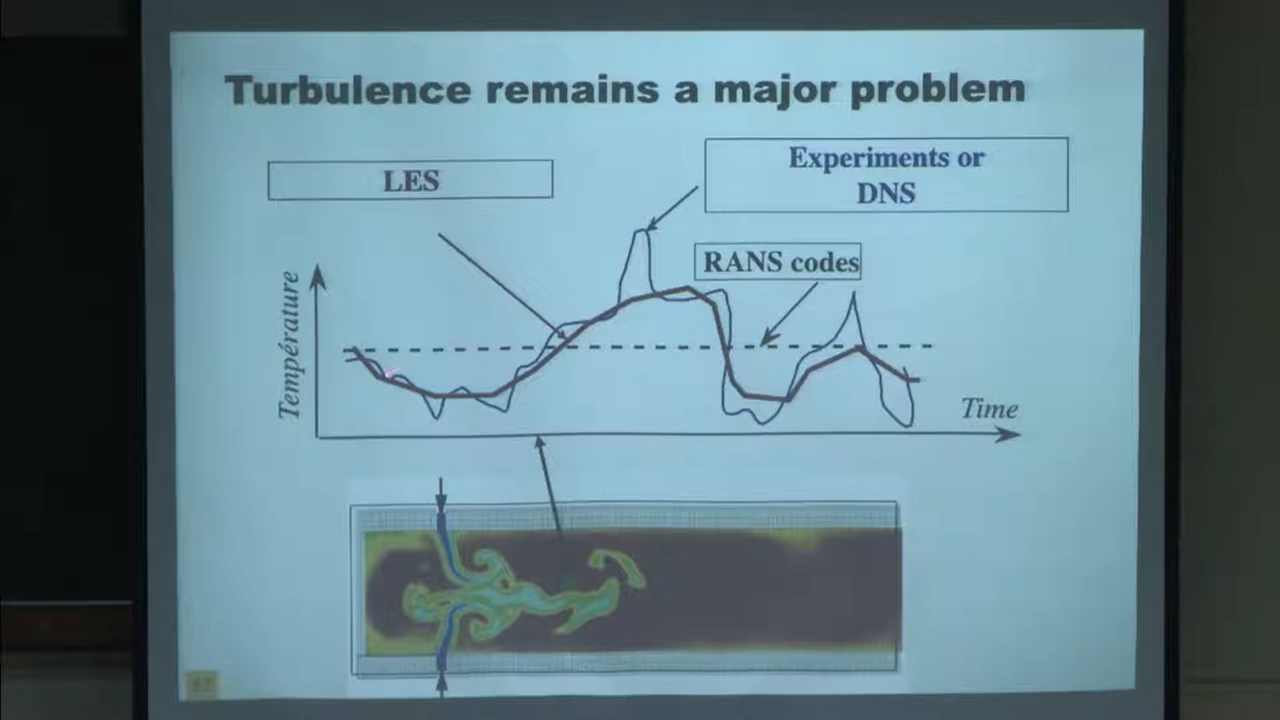 Turbulence remains a major problem
LES
Experiments or
DNS
RANS codes
Température
Time